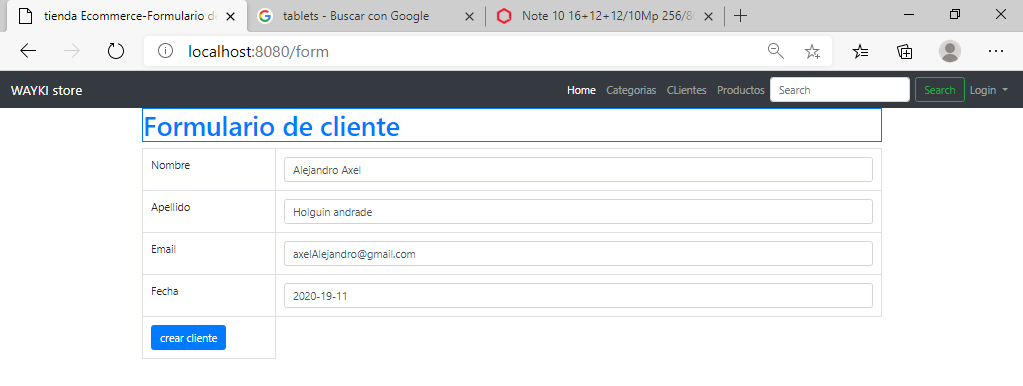 tienda Ecommerce-Formulario d
tablets - Buscar con Google
Note 10 16+12+12/10Mp 256/8
localhost:8080/form
WAYKI store
Home Categorias CLientes Productos Search Search Login
Formulario de cliente
Nombre Alejandro Axel
Apellido Holguin andrade
Email axelAlejandro@gmail.com
Fecha 2020-19-11
crear cliente